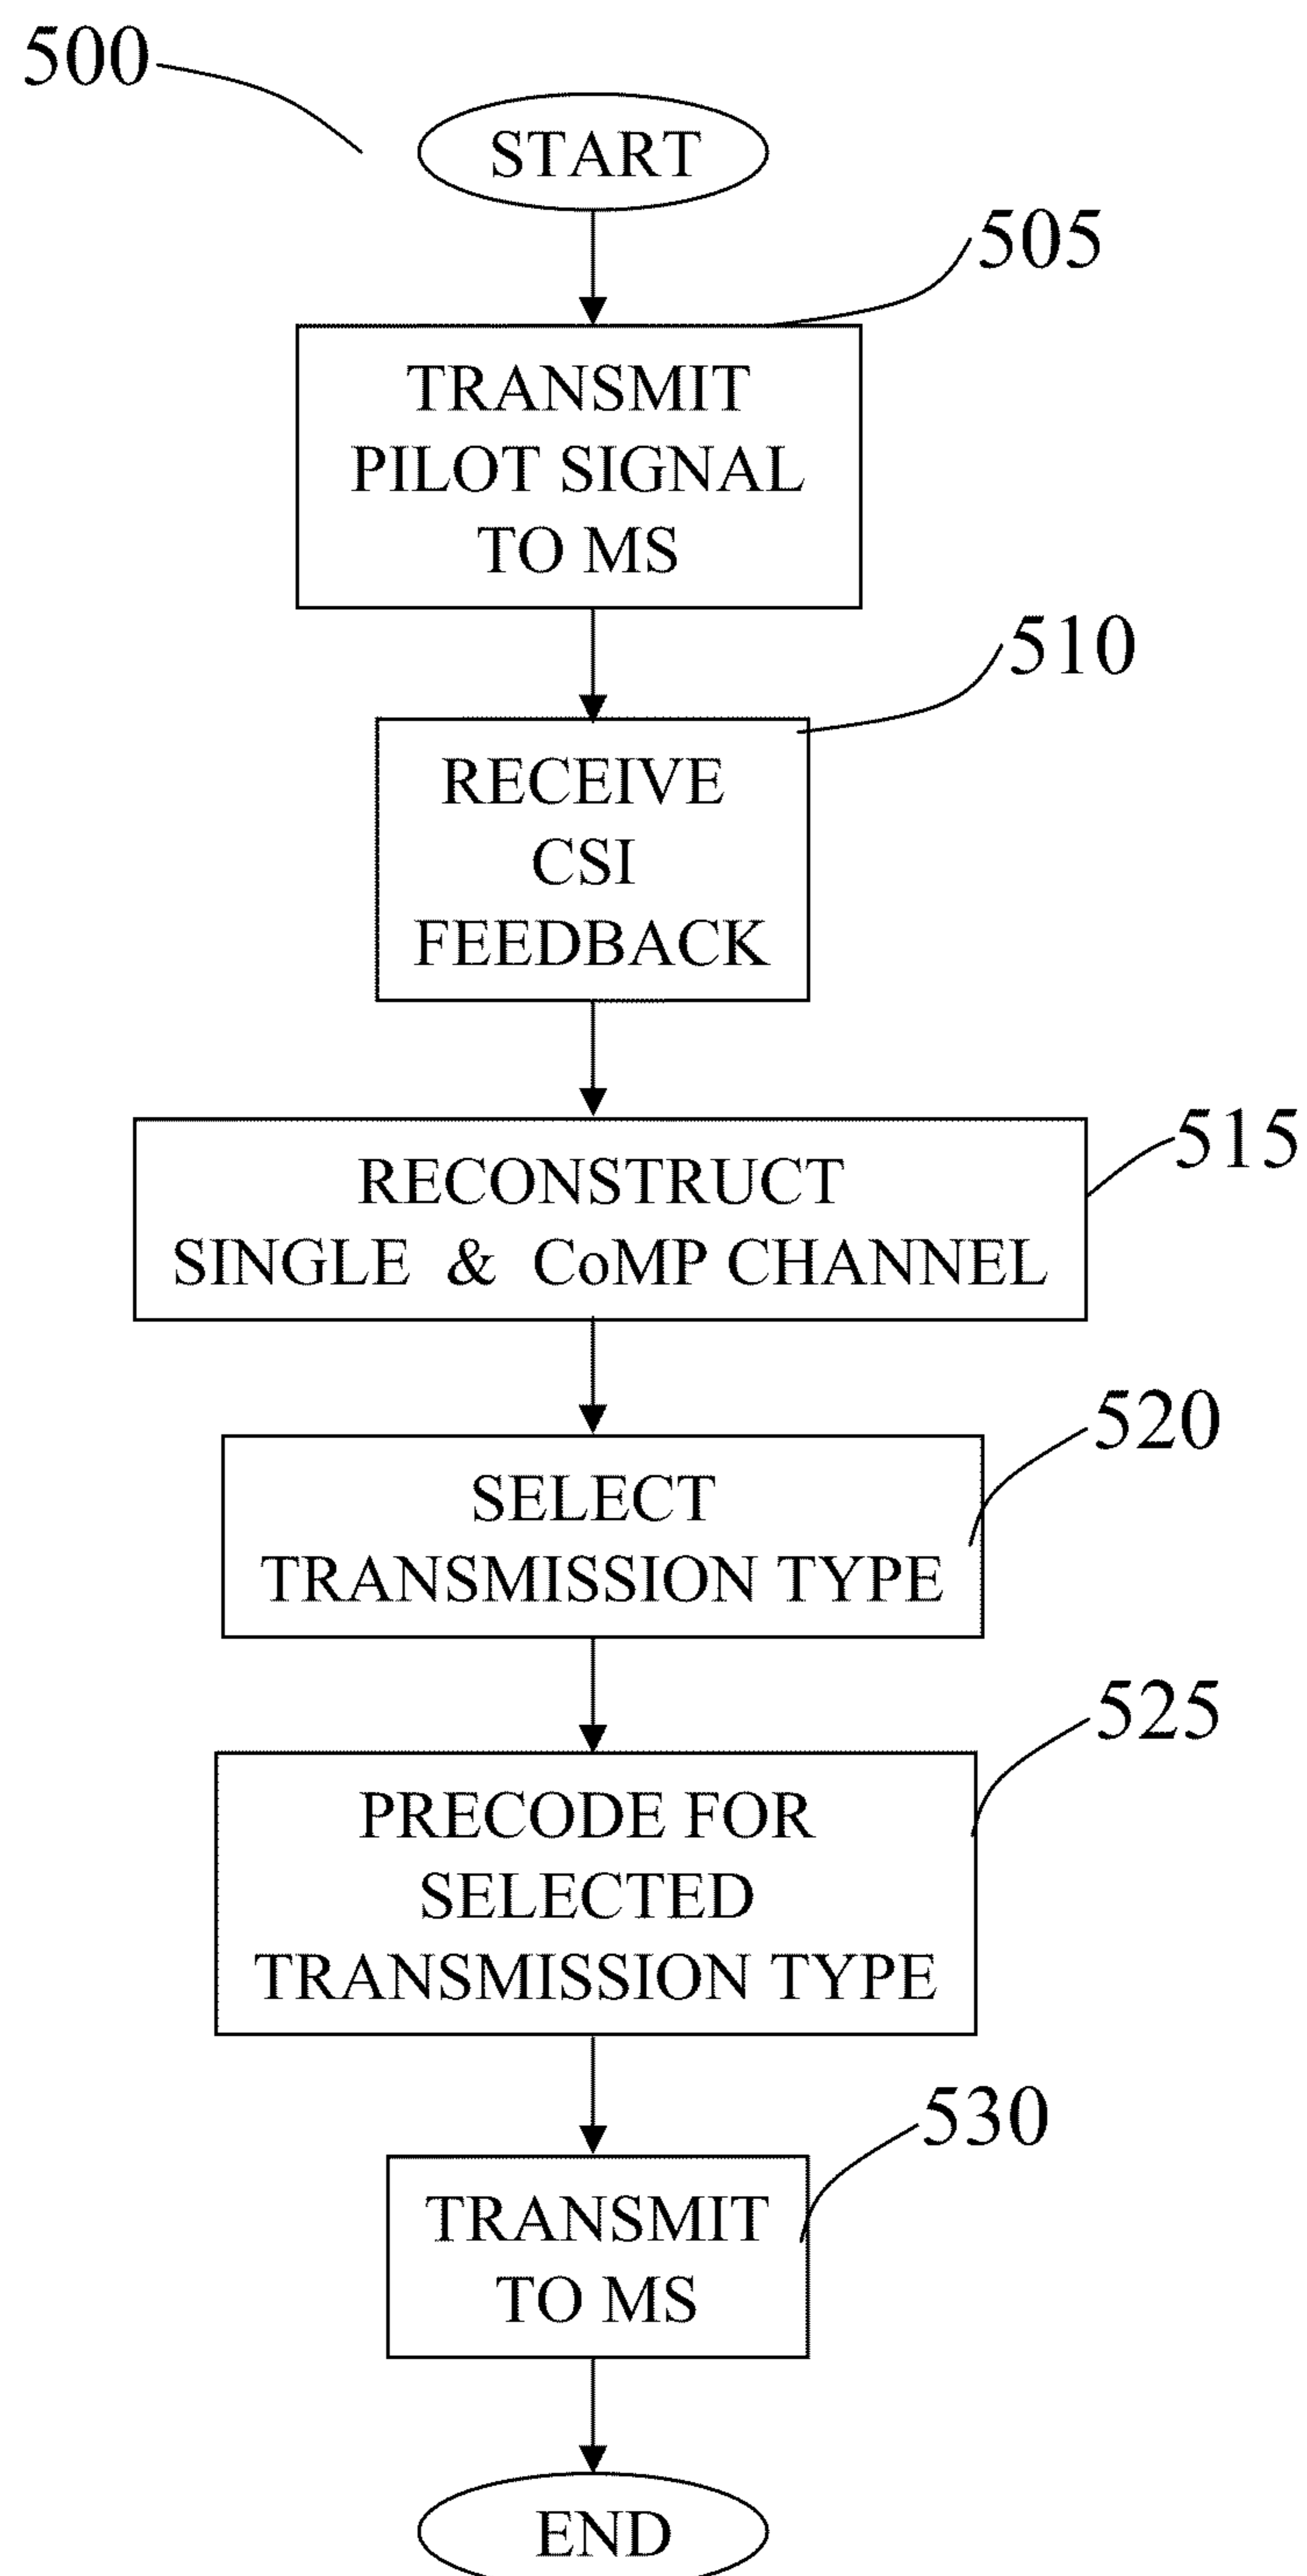 500
START
505
TRANSMIT
PILOT SIGNAL
TO MS
510
RECEIVE
CSI
FEEDBACK
515
RECONSTRUCT
SINGLE & CoMP CHANNEL
520
SELECT
TRANSMISSION TYPE
525
PRECODE FOR
SELECTED
TRANSMISSION TYPE
530
TRANSMIT
TO MS
END